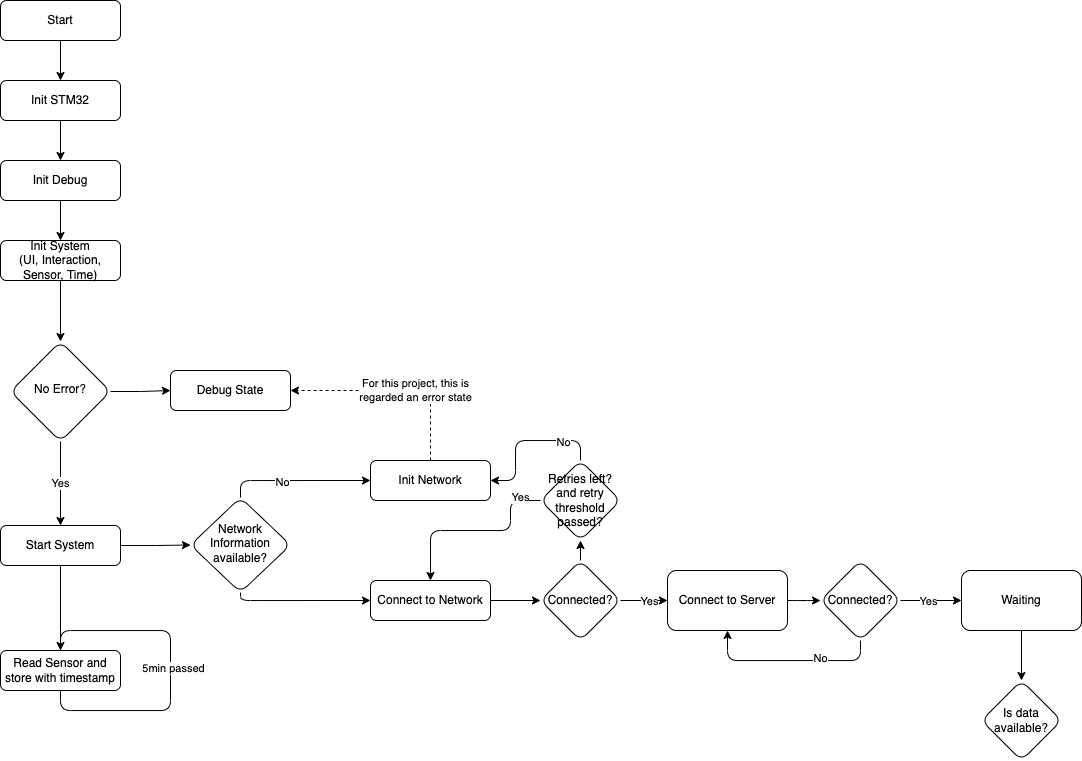 Start
Init STM32
Init Debug
Init System
(UI, Interaction,
Sensor, Time)
No Error?
Debug State
For this project, this is
regarded an error state
Yes
Start System
Network
Information
available?
No
Init Network
No
Retries left?
and retry
threshold
passed?
Yes
Connect to Network
Connected?
Yes
Connect to Server
Connected?
No
Yes
Waiting
Is data
available?
Read Sensor and
store with timestamp
5min passed